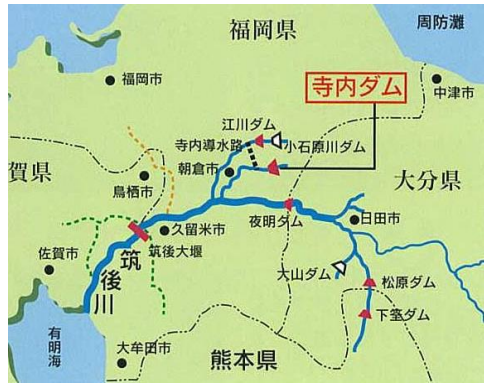 周防灘
福岡県
福岡市
寺内ダム
中津市
江川ダム
寺内導水路
小石原川ダム
朝倉市
賀県
鳥栖市
大分県
久留米市
夜明ダム
日田市
佐賀市
筑後大堰
筑後川
大山ダム
松原ダム
下筌ダム
有明海
大牟田市
熊本県